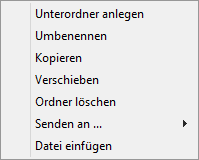 Unterordner anlegen
Umbenennen
Kopieren
Verschieben
Ordner löschen
Senden an ...
Datei einfügen